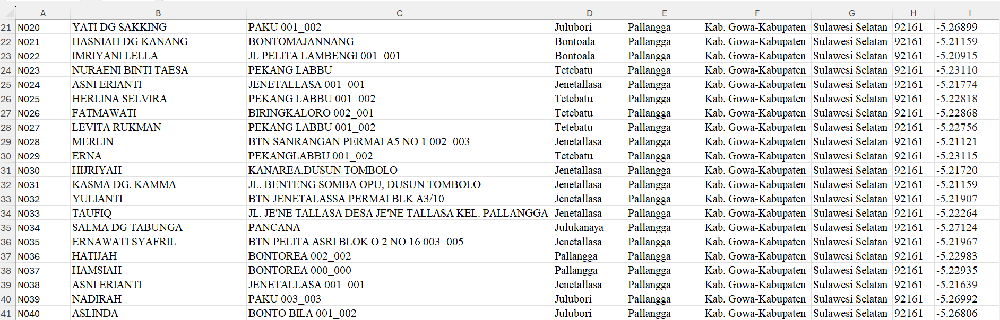 A B C D E F G H I
21 N020 YATI DG SAKKING PAKU 001_002 Julubori Pallangga Kab. Gowa-Kabupaten Sulawesi Selatan 92161 -5.26899
22 N021 HASNIAH DG KANANG BONTOMAJANNANG Bontoala Pallangga Kab. Gowa-Kabupaten Sulawesi Selatan 92161 -5.21159
23 N022 IMRIYANI LELLA JL PELITA LAMBENGI 001_001 Bontoala Pallangga Kab. Gowa-Kabupaten Sulawesi Selatan 92161 -5.20915
24 N023 NURAENI BINTI TAESA PEKANG LABBU Tetebatu Pallangga Kab. Gowa-Kabupaten Sulawesi Selatan 92161 -5.23110
25 N024 ASNI ERIANTI JENETALLASA 001_001 Jenetallasa Pallangga Kab. Gowa-Kabupaten Sulawesi Selatan 92161 -5.21774
26 N025 HERLINA SELVIRA PEKANG LABBU 001_002 Tetebatu Pallangga Kab. Gowa-Kabupaten Sulawesi Selatan 92161 -5.22818
27 N026 FATMAWATI BIRINGKALORO 002_001 Tetebatu Pallangga Kab. Gowa-Kabupaten Sulawesi Selatan 92161 -5.22868
28 N027 LEVITA RUKMAN PEKANG LABBU 001_002 Tetebatu Pallangga Kab. Gowa-Kabupaten Sulawesi Selatan 92161 -5.22756
29 N028 MERLIN BTN SANRANGAN PERMAI A5 NO 1 002_003 Jenetallasa Pallangga Kab. Gowa-Kabupaten Sulawesi Selatan 92161 -5.21121
30 N029 ERNA PEKANGLABBU 001_002 Tetebatu Pallangga Kab. Gowa-Kabupaten Sulawesi Selatan 92161 -5.23115
31 N030 HIJRIYAH KANAREA,DUSUN TOMBOLO Jenetallasa Pallangga Kab. Gowa-Kabupaten Sulawesi Selatan 92161 -5.21720
32 N031 KASMA DG. KAMMA JL. BENTENG SOMBA OPU, DUSUN TOMBOLO Jenetallasa Pallangga Kab. Gowa-Kabupaten Sulawesi Selatan 92161 -5.21159
33 N032 YULIANTI BTN JENETALASSA PERMAI BLK A3/10 Jenetallasa Pallangga Kab. Gowa-Kabupaten Sulawesi Selatan 92161 -5.21907
34 N033 TAUFIQ JL. JE'NE TALLASA DESA JE'NE TALLASA KEL. PALLANGGA Jenetallasa Pallangga Kab. Gowa-Kabupaten Sulawesi Selatan 92161 -5.22264
35 N034 SALMA DG TABUNGA PANCANA Julukanaya Pallangga Kab. Gowa-Kabupaten Sulawesi Selatan 92161 -5.27124
36 N035 ERNAWATI SYAFRIL BTN PELITA ASRI BLOK O 2 NO 16 003_005 Jenetallasa Pallangga Kab. Gowa-Kabupaten Sulawesi Selatan 92161 -5.21967
37 N036 HATIJAH BONTOREA 002_002 Pallangga Pallangga Kab. Gowa-Kabupaten Sulawesi Selatan 92161 -5.22983
38 N037 HAMSIAH BONTOREA 000_000 Pallangga Pallangga Kab. Gowa-Kabupaten Sulawesi Selatan 92161 -5.22935
39 N038 ASNI ERIANTI JENETALLASA 001_001 Jenetallasa Pallangga Kab. Gowa-Kabupaten Sulawesi Selatan 92161 -5.21639
40 N039 NADIRAH PAKU 003_003 Julubori Pallangga Kab. Gowa-Kabupaten Sulawesi Selatan 92161 -5.26992
41 N040 ASLINDA BONTO BILA 001_002 Julubori Pallangga Kab. Gowa-Kabupaten Sulawesi Selatan 92161 -5.26806